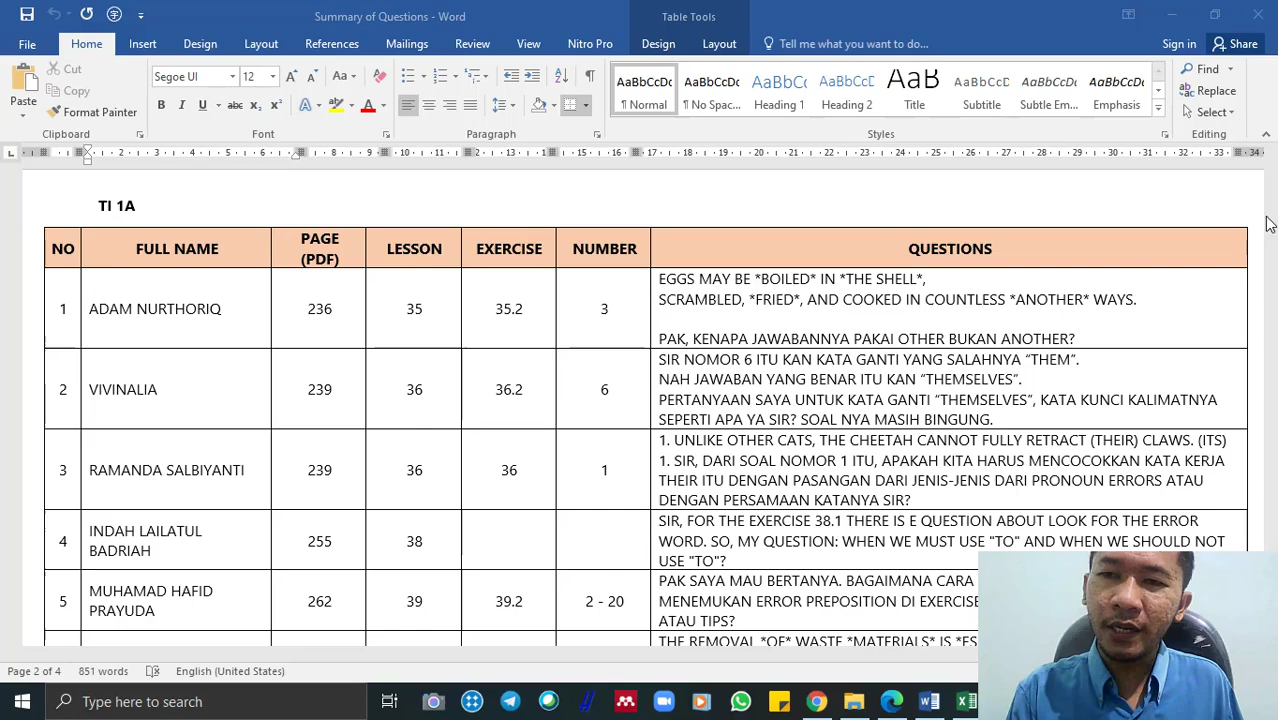 Summary of Questions - Word
Table Tools
File
Home
Insert
Design
Layout
References
Mailings
Review
View
Nitro Pro
Design
Layout
Tell me what you want to do...
Sign in
Share
Paste
Cut
Copy
Format Painter
Clipboard
Segoe UI
12
Font
Paragraph
AaBbCcDc
¶ Normal
AaBbCcDc
¶ No Spac...
AaBbCc
Heading 1
AaBbCcD
Heading 2
AaB
Title
AaBbCcD
Subtitle
AaBbCcDc
Subtle Em...
AaBbCcDc
Emphasis
Styles
Find
Replace
Select
Editing
TI 1A
NO
FULL NAME
PAGE
(PDF)
LESSON
EXERCISE
NUMBER
QUESTIONS
1
ADAM NURTHORIQ
236
35
35.2
3
EGGS MAY BE *BOILED* IN *THE SHELL*,
SCRAMBLED, *FRIED*, AND COOKED IN COUNTLESS *ANOTHER* WAYS.
PAK, KENAPA JAWABANNYA PAKAI OTHER BUKAN ANOTHER?
2
VIVINALIA
239
36
36.2
6
SIR NOMOR 6 ITU KAN KATA GANTI YANG SALAHNYA “THEM”.
NAH JAWABAN YANG BENAR ITU KAN “THEMSELVES”.
PERTANYAAN SAYA UNTUK KATA GANTI “THEMSELVES”, KATA KUNCI KALIMATNYA
SEPERTI APA YA SIR? SOAL NYA MASIH BINGUNG.
3
RAMANDA SALBIYANTI
239
36
36
1
1. UNLIKE OTHER CATS, THE CHEETAH CANNOT FULLY RETRACT (THEIR) CLAWS. (ITS)
1. SIR, DARI SOAL NOMOR 1 ITU, APAKAH KITA HARUS MENCOCOKKAN KATA KERJA
THEIR ITU DENGAN PASANGAN DARI JENIS-JENIS DARI PRONOUN ERRORS ATAU
DENGAN PERSAMAAN KATANYA SIR?
4
INDAH LAILATUL
BADRIAH
255
38
SIR, FOR THE EXERCISE 38.1 THERE IS E QUESTION ABOUT LOOK FOR THE ERROR
WORD. SO, MY QUESTION: WHEN WE MUST USE "TO" AND WHEN WE SHOULD NOT
USE "TO"?
5
MUHAMAD HAFID
PRAYUDA
262
39
39.2
2 - 20
PAK SAYA MAU BERTANYA. BAGAIMANA CARA
MENEMUKAN ERROR PREPOSITION DI EXERCISE
ATAU TIPS?
THE REMOVAL *OF* WASTE *MATERIALS* IS
Page 2 of 4
851 words
English (United States)
Type here to search